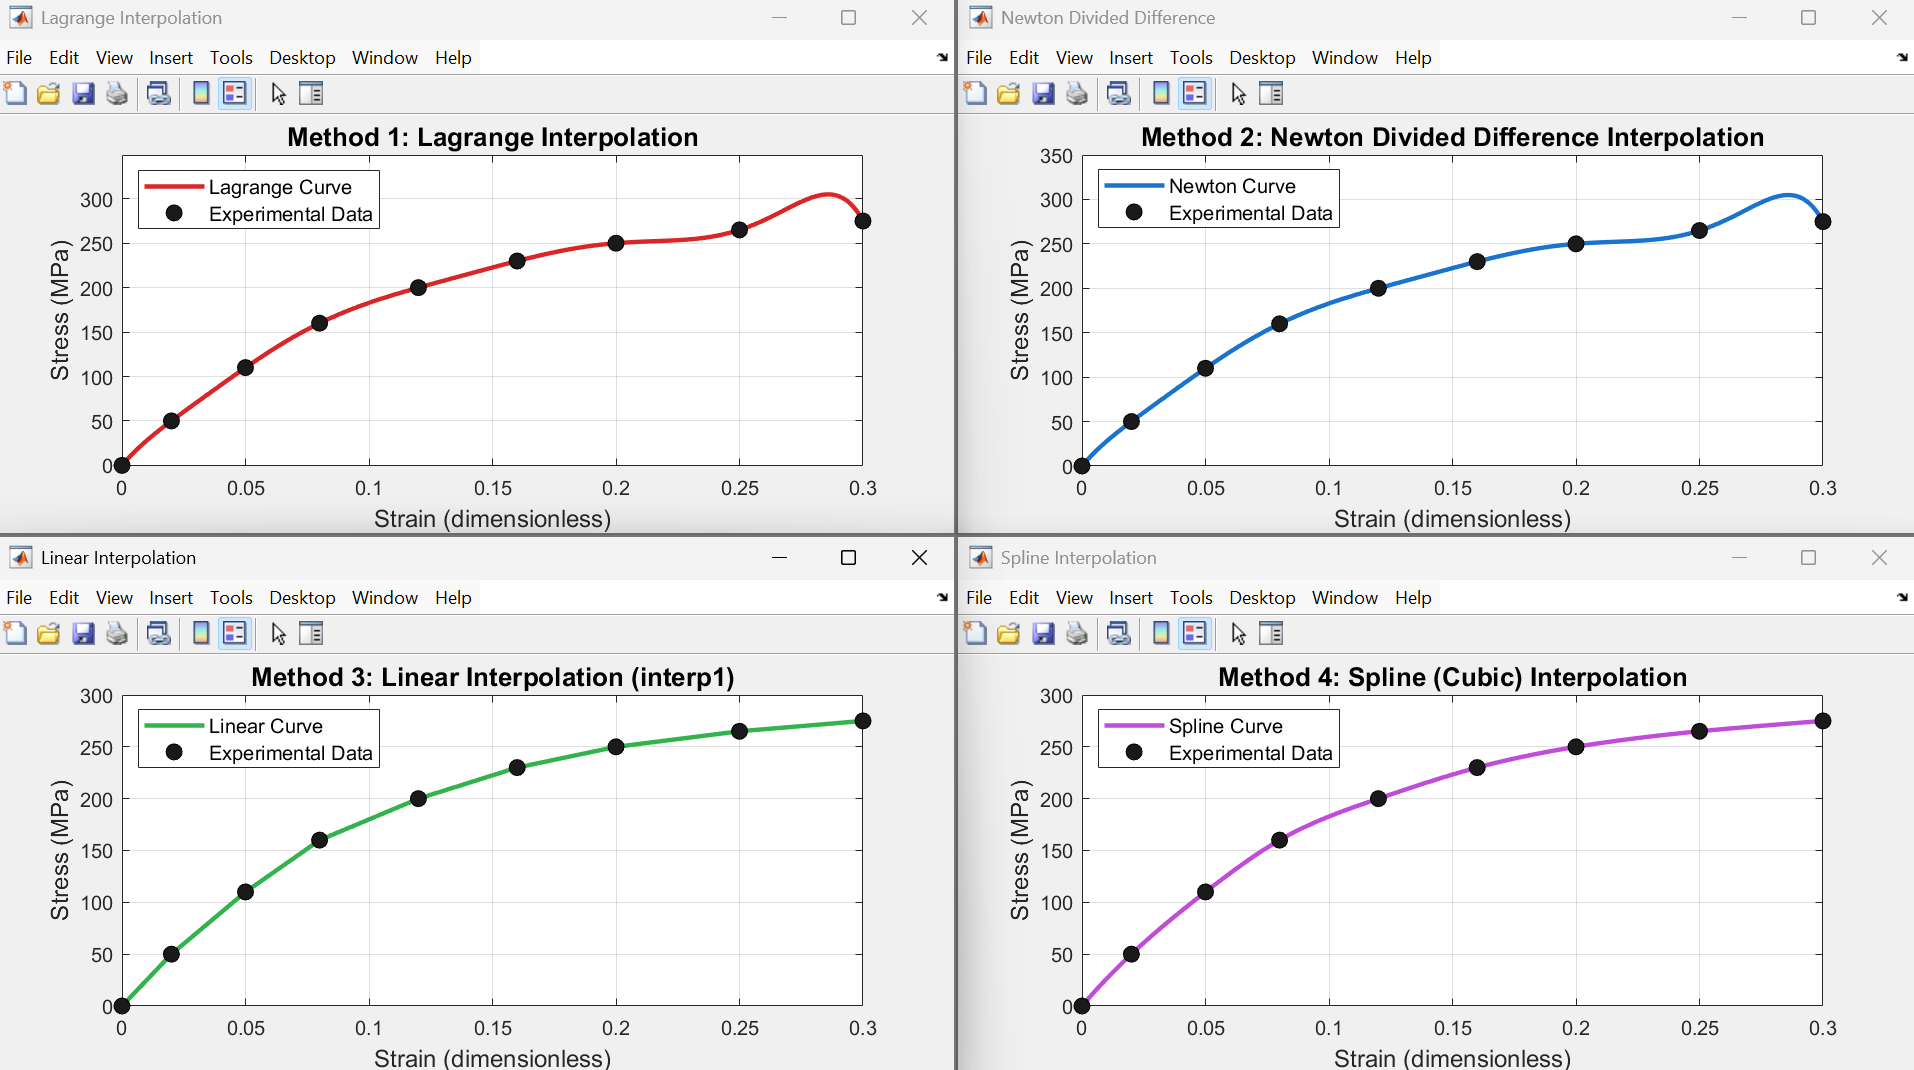 Lagrange Interpolation
File Edit View Insert Tools Desktop Window Help
Method 1: Lagrange Interpolation
Lagrange Curve
Experimental Data
300
250
200
150
100
50
0
Stress (MPa)
0 0.05 0.1 0.15 0.2 0.25 0.3
Strain (dimensionless)
Newton Divided Difference
File Edit View Insert Tools Desktop Window Help
Method 2: Newton Divided Difference Interpolation
Newton Curve
Experimental Data
350
300
250
200
150
100
50
0
Stress (MPa)
0 0.05 0.1 0.15 0.2 0.25 0.3
Strain (dimensionless)
Linear Interpolation
File Edit View Insert Tools Desktop Window Help
Method 3: Linear Interpolation (interp1)
Linear Curve
Experimental Data
300
250
200
150
100
50
0
Stress (MPa)
0 0.05 0.1 0.15 0.2 0.25 0.3
Strain (dimensionless)
Spline Interpolation
File Edit View Insert Tools Desktop Window Help
Method 4: Spline (Cubic) Interpolation
Spline Curve
Experimental Data
300
250
200
150
100
50
0
Stress (MPa)
0 0.05 0.1 0.15 0.2 0.25 0.3
Strain (dimensionless)